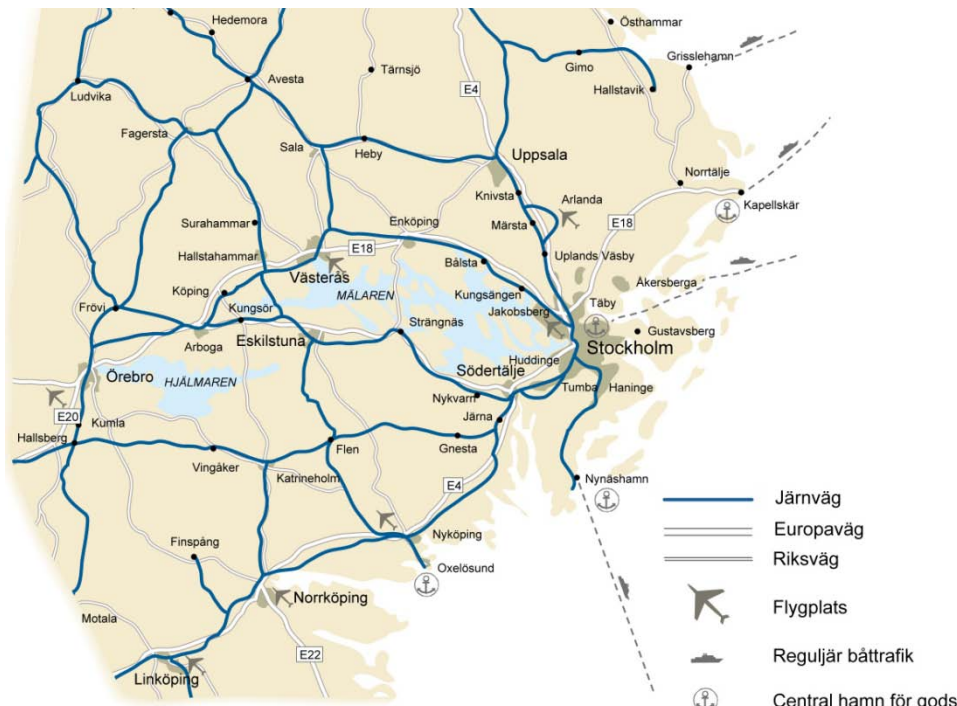 Hedemora
Östhammar
Grisslehamn
Tärnsjö
Gimo
Avesta
Ludvika
E4
Hallstavik
Fagersta
Sala
Heby
Uppsala
Norrtälje
Knivsta
Arlanda
Kapellskär
Surahammar
Enköping
Märsta
E18
E18
Hallstahammar
Bålsta
Uplands Väsby
Västerås
Åkersberga
Köping
MÄLAREN
Kungsängen
Täby
Frövi
Kungsör
Jakobsberg
Strängnäs
Gustavsberg
Arboga
Eskilstuna
Stockholm
Huddinge
Örebro
HJÄLMAREN
Södertälje
Tumba
Haninge
Nykvarn
E20
Kumla
Järna
Hallsberg
Flen
Gnesta
Vingåker
Katrineholm
E4
Nynäshamn
Järnväg
Europaväg
Nyköping
Finspång
Riksväg
Oxelösund
Norrköping
Flygplats
Motala
E22
Reguljär båttrafik
Linköping
Central hamn för gods